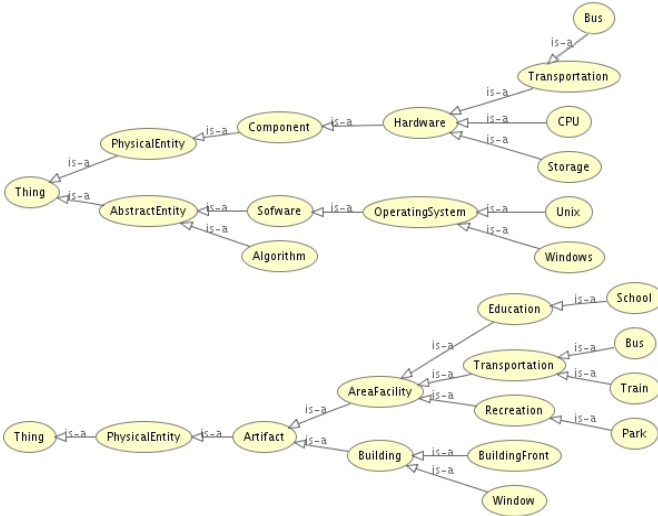 Bus
is-a
Transportation
is-a
Component is-a Hardware is-a CPU
PhysicalEntity is-a
is-a
is-a
Storage
Thing
is-a
AbstractEntity is-a Sofware is-a OperatingSystem is-a Unix
is-a
is-a
Algorithm
Windows
Education is-a School
is-a
Bus
is-a
Transportation
is-a
is-a
AreaFacility
Train
is-a
is-a
Recreation
is-a
Thing is-a PhysicalEntity is-a Artifact
Park
is-a
Building is-a BuildingFront
is-a
Window